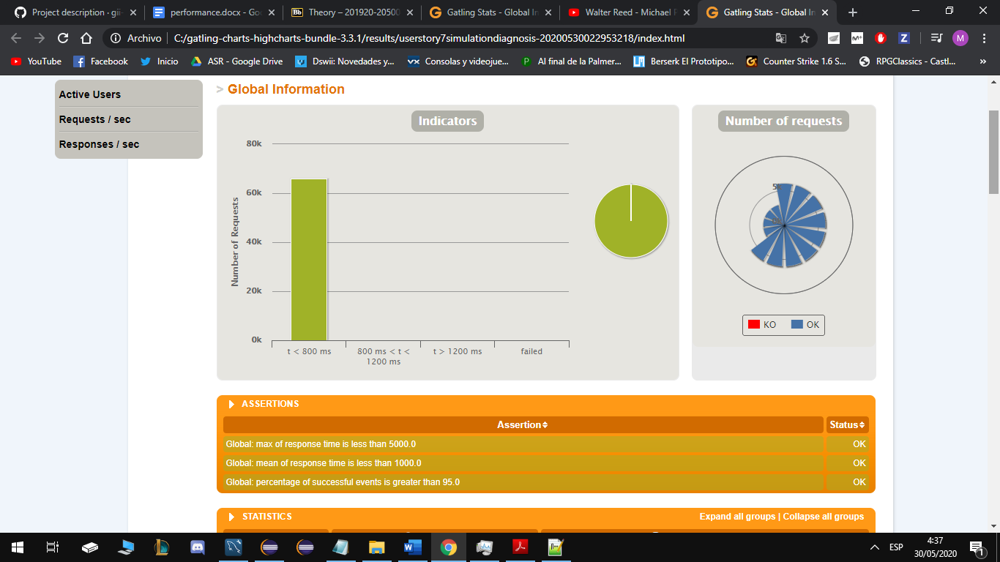 Project description · gii-
performance.docx - Goo
Theory – 201920-20500
Gatling Stats - Global In
Walter Reed - Michael P
Gatling Stats - Global In
Archivo
C:/gatling-charts-highcharts-bundle-3.3.1/results/userstory7simulationdiagnosis-20200530022953218/index.html
M
YouTube
Facebook
Inicio
ASR - Google Drive
Dswii: Novedades y...
Consolas y videojue...
Al final de la Palmer...
Berserk El Prototipo...
Counter Strike 1.6 S...
RPGClassics - Castl...
»
Active Users
Requests / sec
Responses / sec
> Global Information
Indicators
Number of Requests
80k
60k
40k
20k
0k
t < 800 ms
800 ms < t <
1200 ms
t > 1200 ms
failed
Number of requests
KO
OK
ASSERTIONS
Assertion
Status
Global: max of response time is less than 5000.0
OK
Global: mean of response time is less than 1000.0
OK
Global: percentage of successful events is greater than 95.0
OK
STATISTICS
Expand all groups | Collapse all groups
ESP
4:37
30/05/2020
1